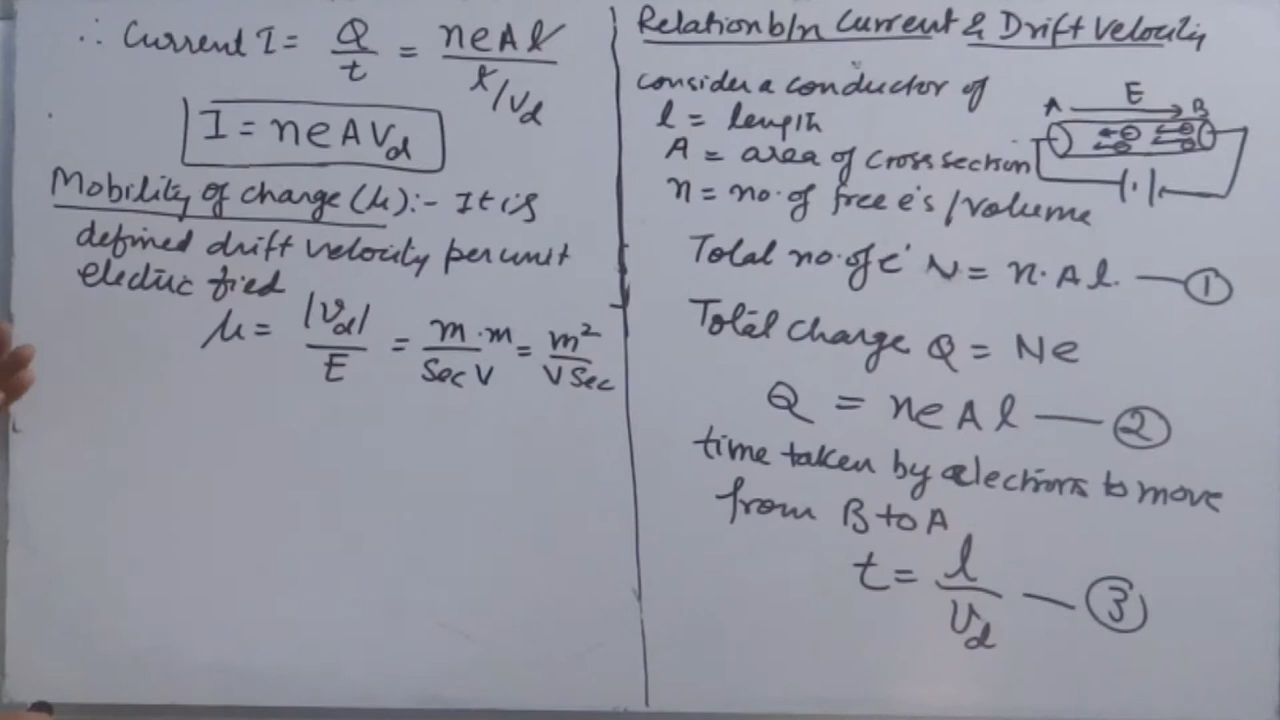 Relation b/n Current & Drift Velocity
consider a conductor of
l = length
A = area of cross section
n = no. of free e's /volume
A E B
Total no. of e' N = n. A l. — ①
Total charge Q = Ne
Q = neAl — ②
time taken by electrons to move
from B to A
t = l/Vd — ③
∴ Current I = Q/t = neAl / l/Vd
I = neAVd
Mobility of charge (μ):- It is
defined drift velocity per unit
electric fied
μ = |Vd|/E = m.m/Sec V = m²/V Sec